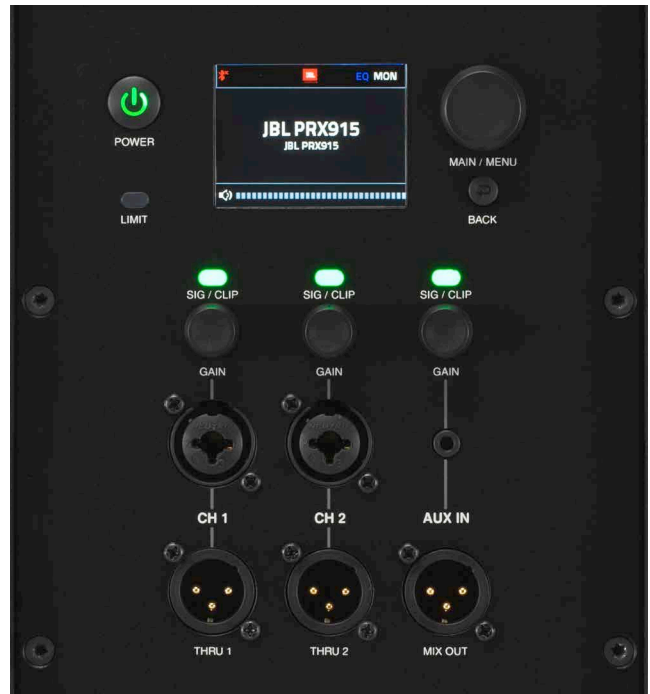 JBL
EQ MON
JBL PRX915
JBL PRX915
POWER
MAIN / MENU
LIMIT
BACK
SIG / CLIP SIG / CLIP SIG / CLIP
GAIN GAIN GAIN
CH 1 CH 2 AUX IN
THRU 1 THRU 2 MIX OUT